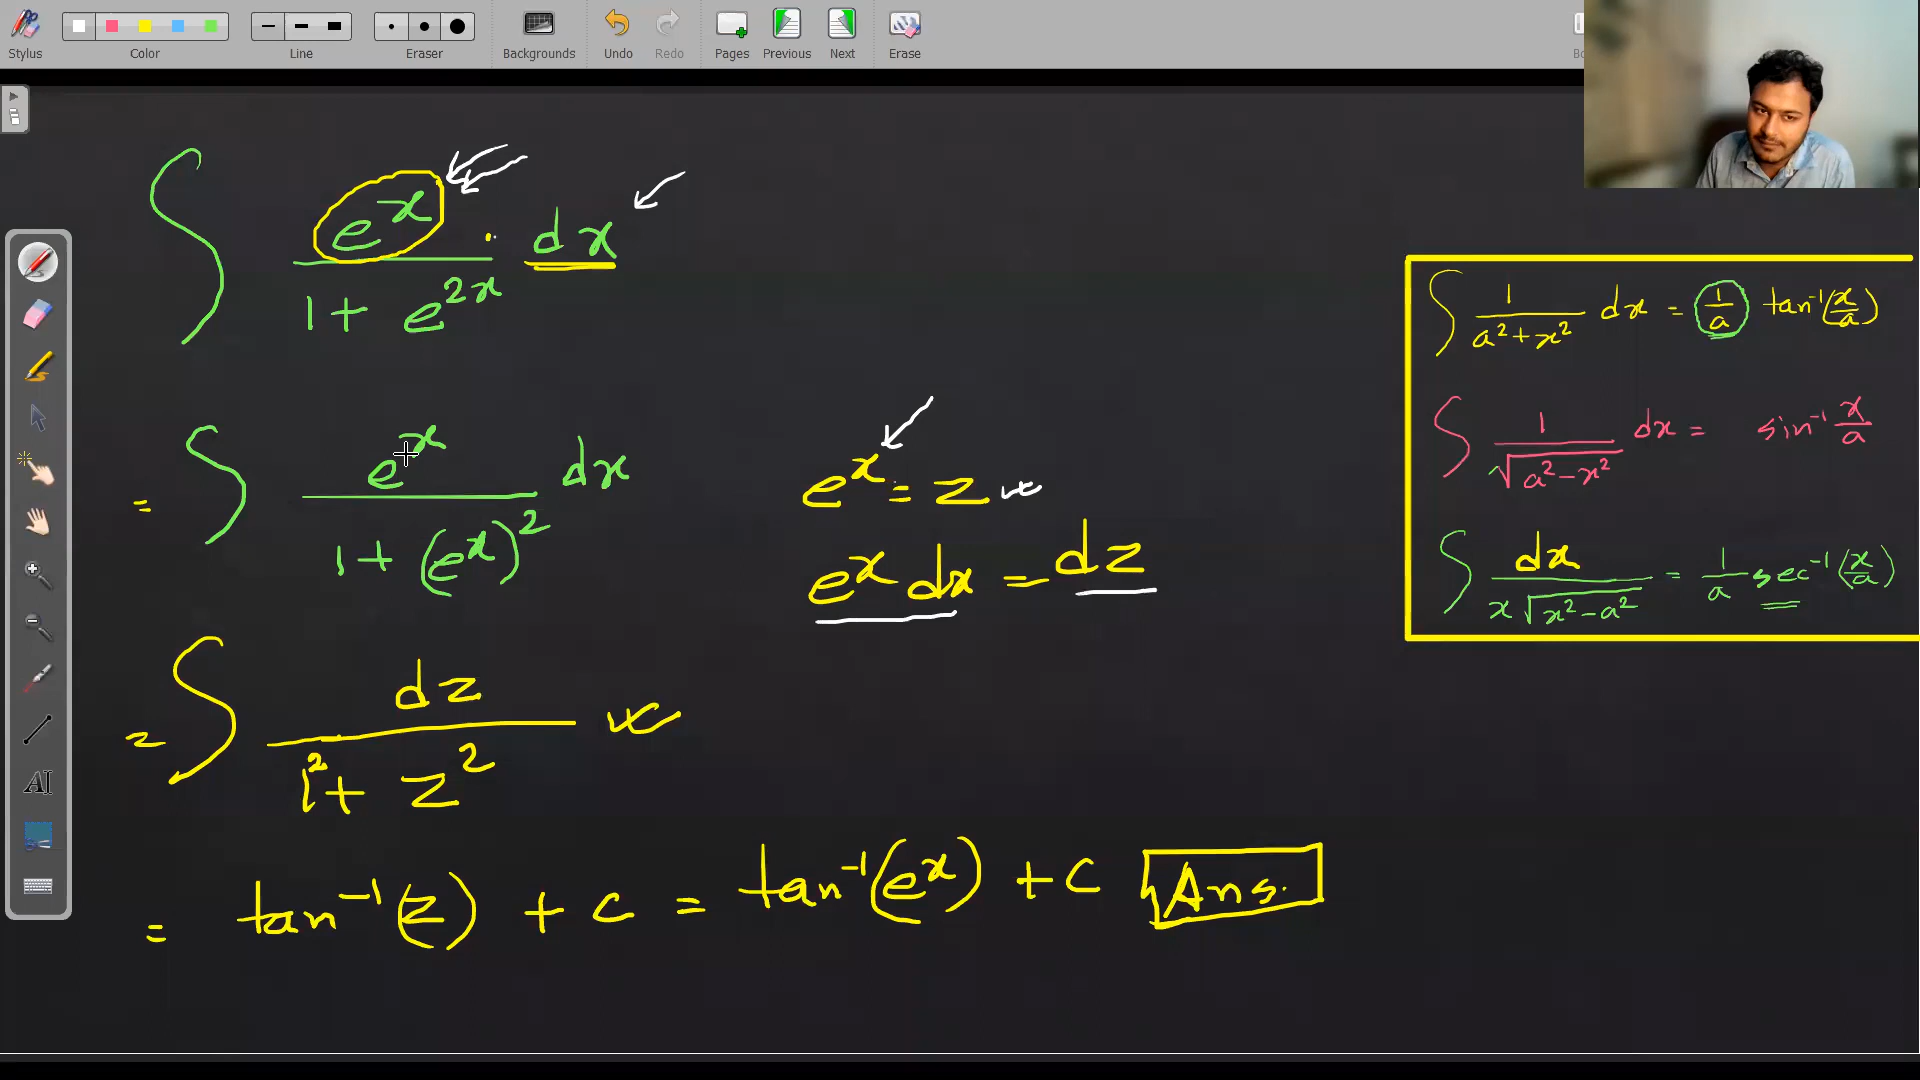 Stylus Color Line Eraser Backgrounds Undo Redo Pages Previous Next Erase
∫ e^x / (1 + e^{2x}) · dx
= ∫ e^x / (1 + (e^x)^2) dx
e^x = z
e^x dx = dz
= ∫ dz / (1^2 + z^2)
= tan^{-1}(z) + c = tan^{-1}(e^x) + c Ans.
∫ 1 / (a^2 + x^2) dx = 1/a tan^{-1}(x/a)
∫ 1 / √(a^2 − x^2) dx = sin^{-1} x/a
∫ dx / (x √(x^2 − a^2)) = 1/a sec^{-1}(x/a)